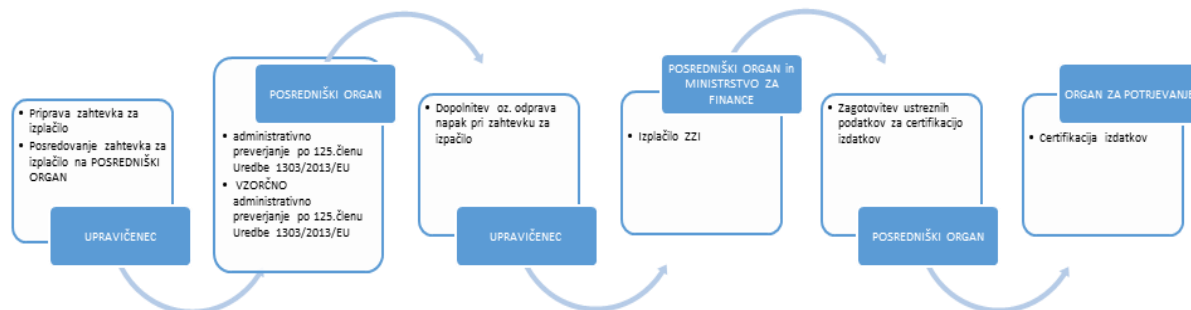 • Priprava zahtevka za
izplačilo
• Posredovanje zahtevka za
izplačilo na POSREDNIŠKI
ORGAN
UPRAVIČENEC
POSREDNIŠKI ORGAN
• administrativno
preverjanje po 125.členu
Uredbe 1303/2013/EU
• VZORČNO
administrativno
preverjanje po 125.členu
Uredbe 1303/2013/EU
• Dopolnitev oz. odprava
napak pri zahtevku za
izpačilo
UPRAVIČENEC
POSREDNIŠKI ORGAN in
MINISTRSTVO ZA
FINANCE
• Izplačilo ZZI
• Zagotovitev ustreznih
podatkov za certifikacijo
izdatkov
POSREDNIŠKI ORGAN
ORGAN ZA POTRJEVANJE
• Certifikacija izdatkov